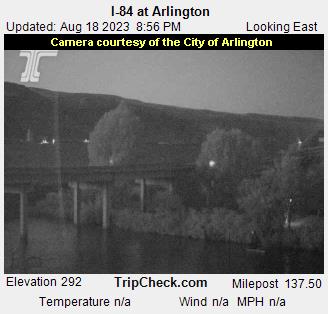 I-84 at Arlington
Updated: Aug 18 2023 8:56 PM Looking East
Camera courtesy of the City of Arlington
Elevation 292 TripCheck.com Milepost 137.50
Temperature n/a Wind n/a MPH n/a